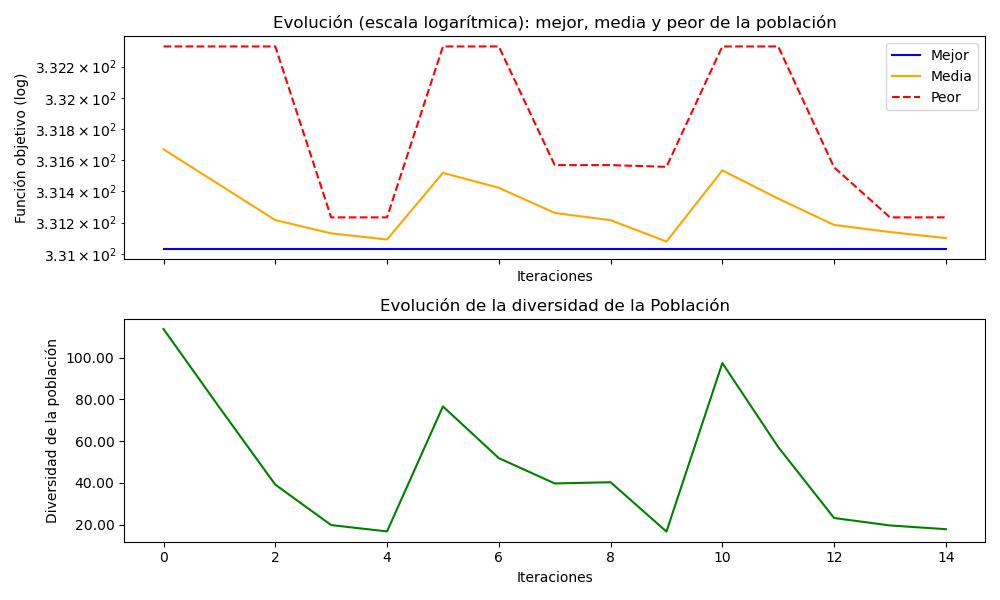 Evolución (escala logarítmica): mejor, media y peor de la población
Función objetivo (log)
3.322 × 10²
3.32 × 10²
3.318 × 10²
3.316 × 10²
3.314 × 10²
3.312 × 10²
3.31 × 10²
Mejor
Media
Peor
Iteraciones
Evolución de la diversidad de la Población
Diversidad de la población
100.00
80.00
60.00
40.00
20.00
0 2 4 6 8 10 12 14
Iteraciones